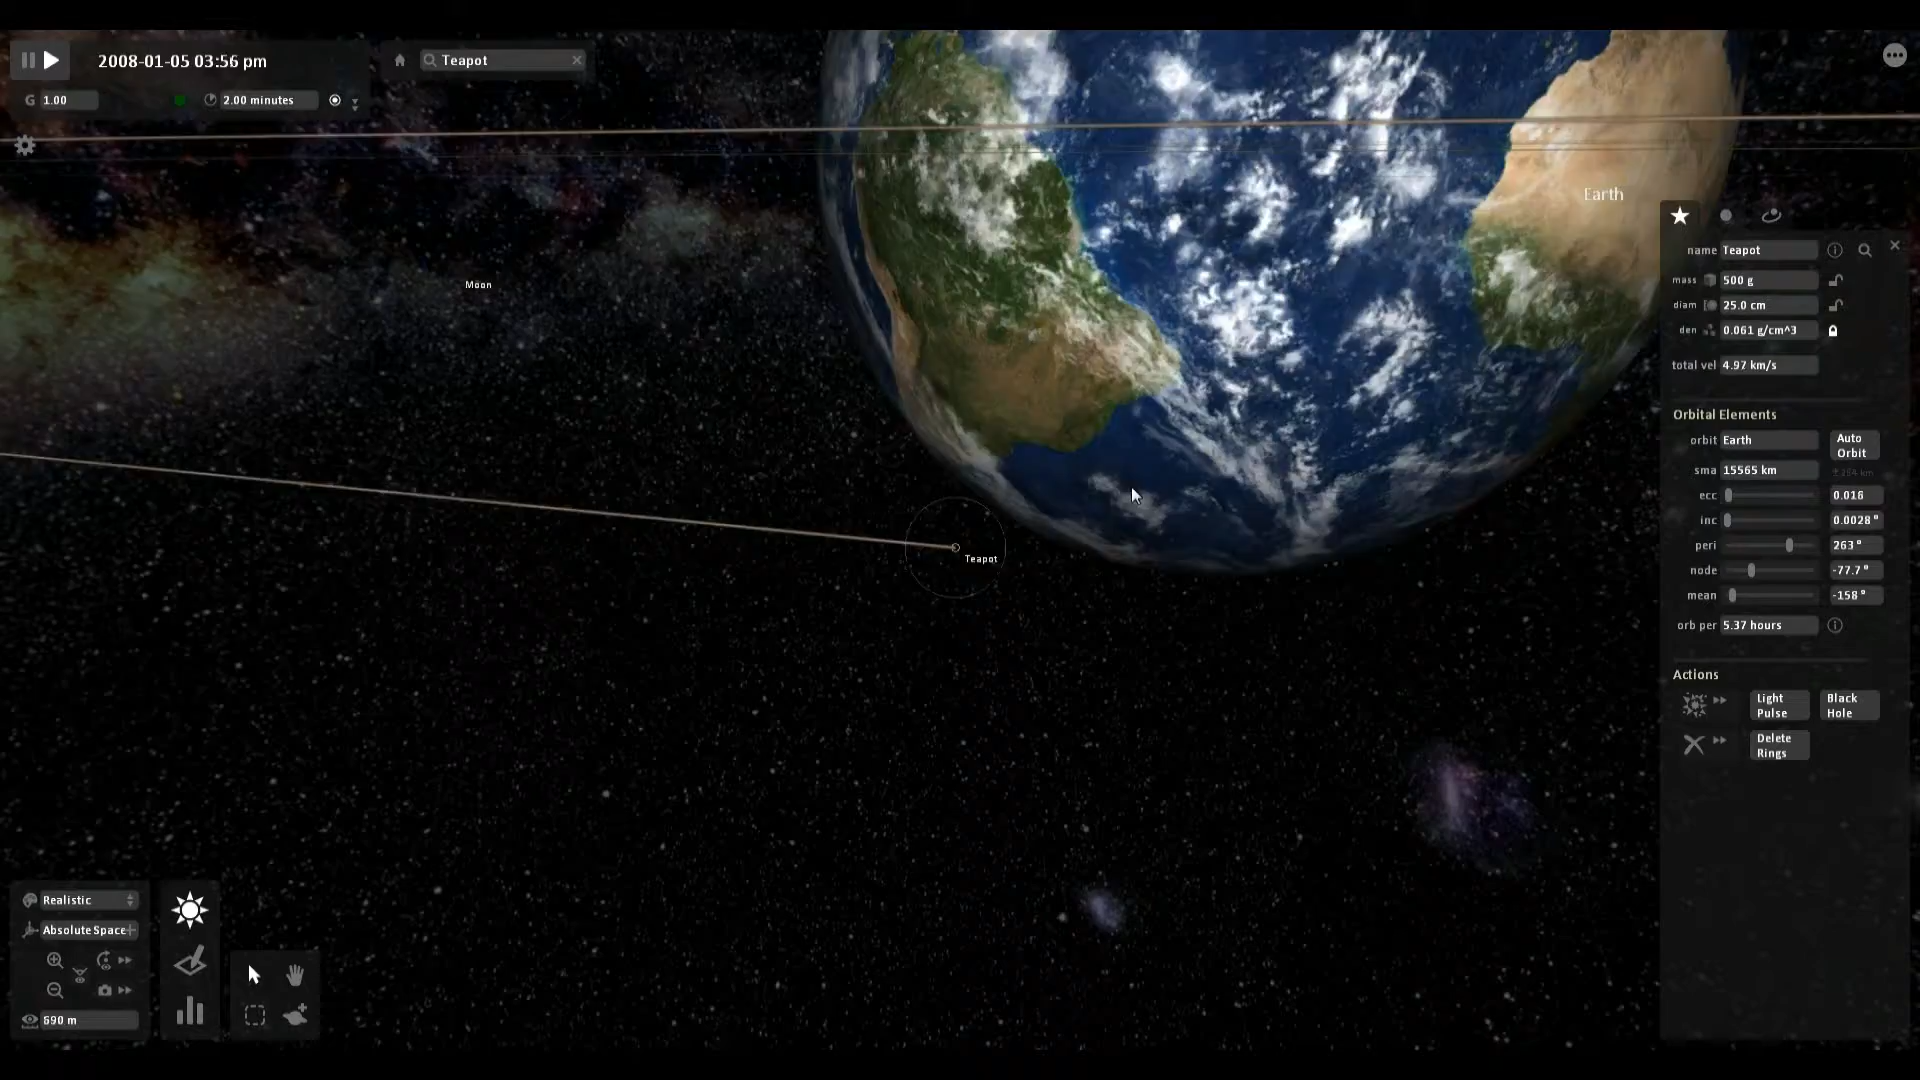 2008-01-05 03:56 pm
Teapot
G 1.00
2.00 minutes
Earth
Moon
name Teapot
mass 500 g
diam 25.0 cm
den 0.061 g/cm^3
total vel 4.97 km/s
Orbital Elements
orbit Earth
Auto
Orbit
sma 15565 km
±254 km
ecc 0.016
inc 0.0028°
peri 263°
node -77.7°
mean -158°
orb per 5.37 hours
Teapot
Actions
Light
Pulse
Black
Hole
Delete
Rings
Realistic
Absolute Space
590 m